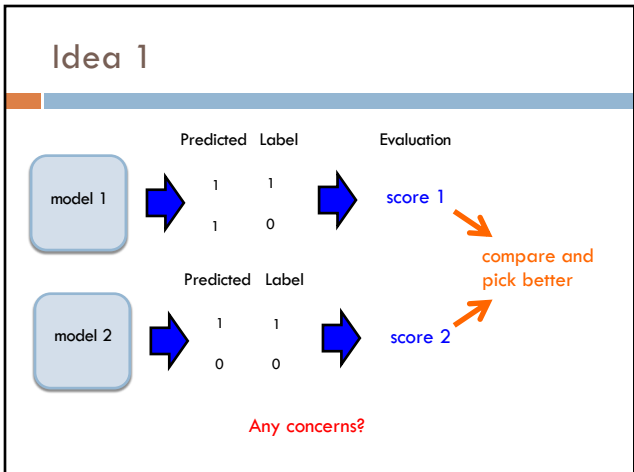 Idea 1
Predicted Label Evaluation
model 1
1 1
1 0
score 1
compare and
pick better
Predicted Label
model 2
1 1
0 0
score 2
Any concerns?